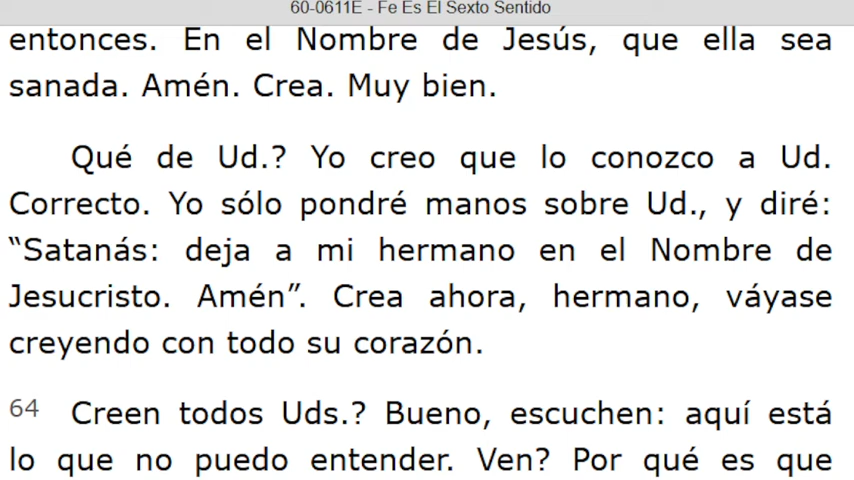 60-0611E - Fe Es El Sexto Sentido
entonces. En el Nombre de Jesús, que ella sea
sanada. Amén. Crea. Muy bien.
Qué de Ud.? Yo creo que lo conozco a Ud.
Correcto. Yo sólo pondré manos sobre Ud., y diré:
“Satanás: deja a mi hermano en el Nombre de
Jesucristo. Amén”. Crea ahora, hermano, váyase
creyendo con todo su corazón.
64 Creen todos Uds.? Bueno, escuchen: aquí está
lo que no puedo entender. Ven? Por qué es que